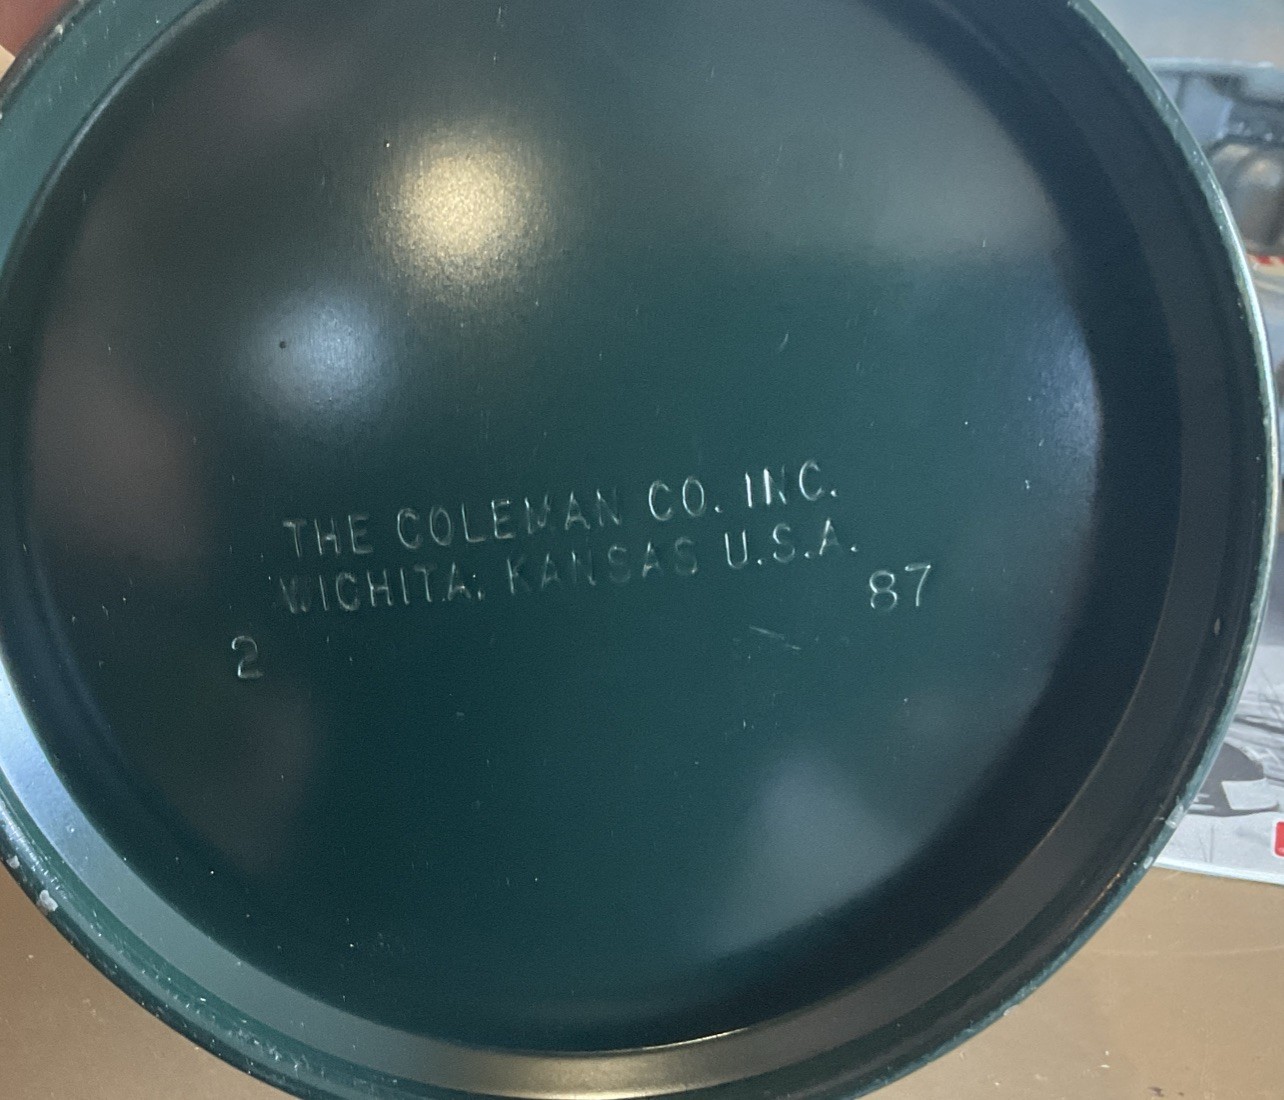 THE COLEMAN CO. INC.
WICHITA, KANSAS U.S.A.
2 87